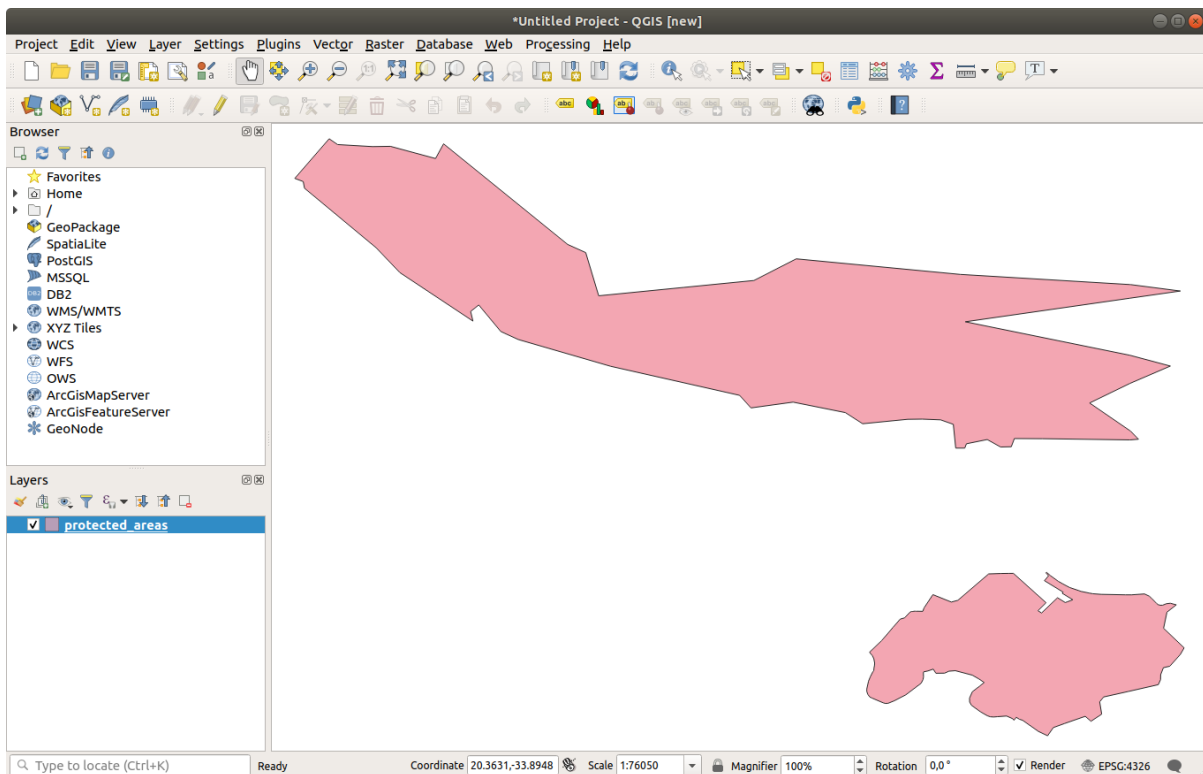 *Untitled Project - QGIS [new]
Project Edit View Layer Settings Plugins Vector Raster Database Web Processing Help
Browser
Favorites
Home
/
GeoPackage
SpatiaLite
PostGIS
MSSQL
DB2
WMS/WMTS
XYZ Tiles
WCS
WFS
OWS
ArcGisMapServer
ArcGisFeatureServer
GeoNode
Layers
protected_areas
Type to locate (Ctrl+K) Ready Coordinate 20.3631,-33.8948 Scale 1:76050 Magnifier 100% Rotation 0,0 ° Render EPSG:4326